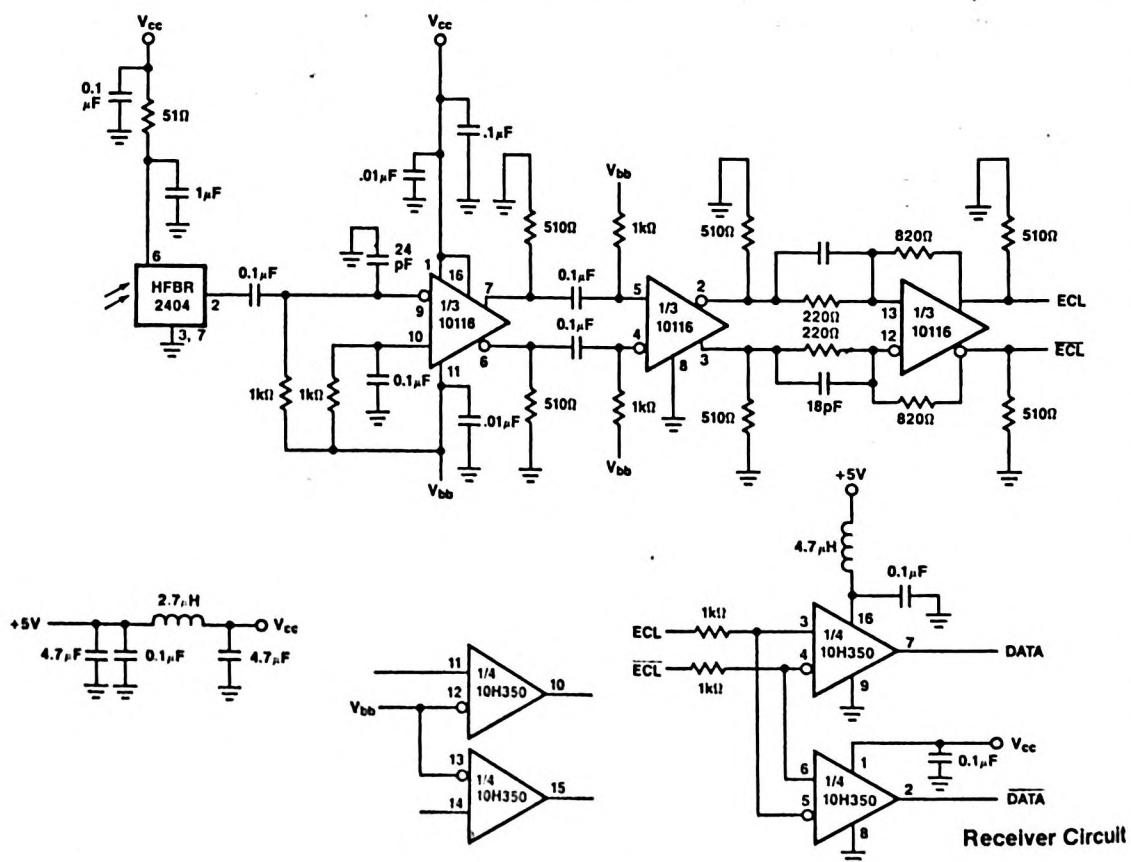 Vcc
0.1
μF
51Ω
1μF
6
HFBR
2404
2
3, 7
0.1μF
1kΩ
1kΩ
Vcc
.1μF
.01μF
24
pF
1
16
9
1/3
10116
7
10
6
11
0.1μF
.01μF
Vbb
510Ω
510Ω
0.1μF
0.1μF
Vbb
1kΩ
1kΩ
Vbb
5
4
1/3
10116
2
3
8
510Ω
510Ω
220Ω
220Ω
18pF
820Ω
820Ω
13
12
1/3
10116
510Ω
510Ω
ECL
E̅C̅L̅
+5V
2.7μH
Vcc
4.7μF
0.1μF
4.7μF
11
12
1/4
10H350
10
Vbb
13
14
1/4
10H350
15
+5V
4.7μH
0.1μF
ECL
1kΩ
E̅C̅L̅
1kΩ
3
4
16
1/4
10H350
7
DATA
9
6
5
1
1/4
10H350
2
D̅A̅T̅A̅
8
Vcc
0.1μF
Receiver Circuit